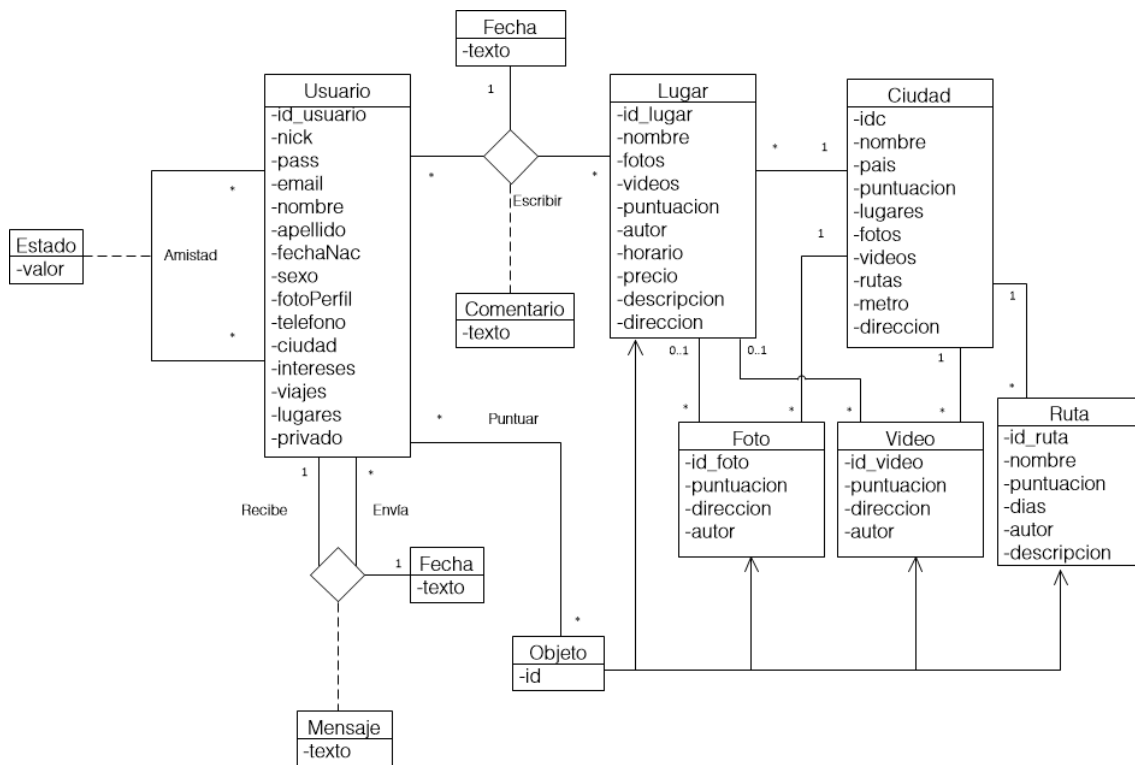 Fecha
-texto
1
Usuario
-id_usuario
-nick
-pass
-email
-nombre
-apellido
-fechaNac
-sexo
-fotoPerfil
-telefono
-ciudad
-intereses
-viajes
-lugares
-privado
*
*
Estado
-valor
Amistad
*
*
Escribir
Comentario
-texto
Lugar
-id_lugar
-nombre
-fotos
-videos
-puntuacion
-autor
-horario
-precio
-descripcion
-direccion
*
1
Ciudad
-idc
-nombre
-pais
-puntuacion
-lugares
-fotos
-videos
-rutas
-metro
-direccion
1
1
1
0..1
0..1
*
*
*
*
*
Foto
-id_foto
-puntuacion
-direccion
-autor
Video
-id_video
-puntuacion
-direccion
-autor
Ruta
-id_ruta
-nombre
-puntuacion
-dias
-autor
-descripcion
*
Puntuar
1
*
Recibe
Envía
1
Fecha
-texto
*
Objeto
-id
Mensaje
-texto